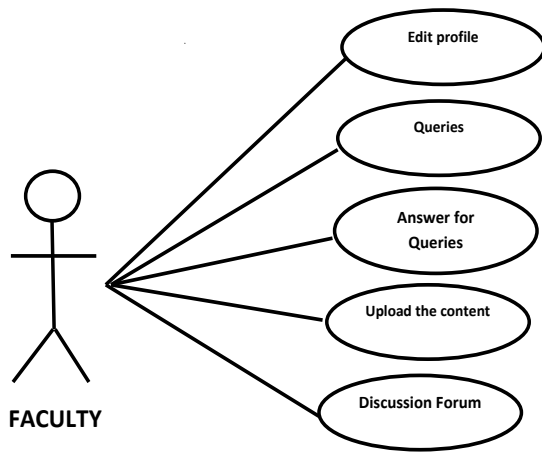 Edit profile
Queries
Answer for
Queries
Upload the content
Discussion Forum
FACULTY